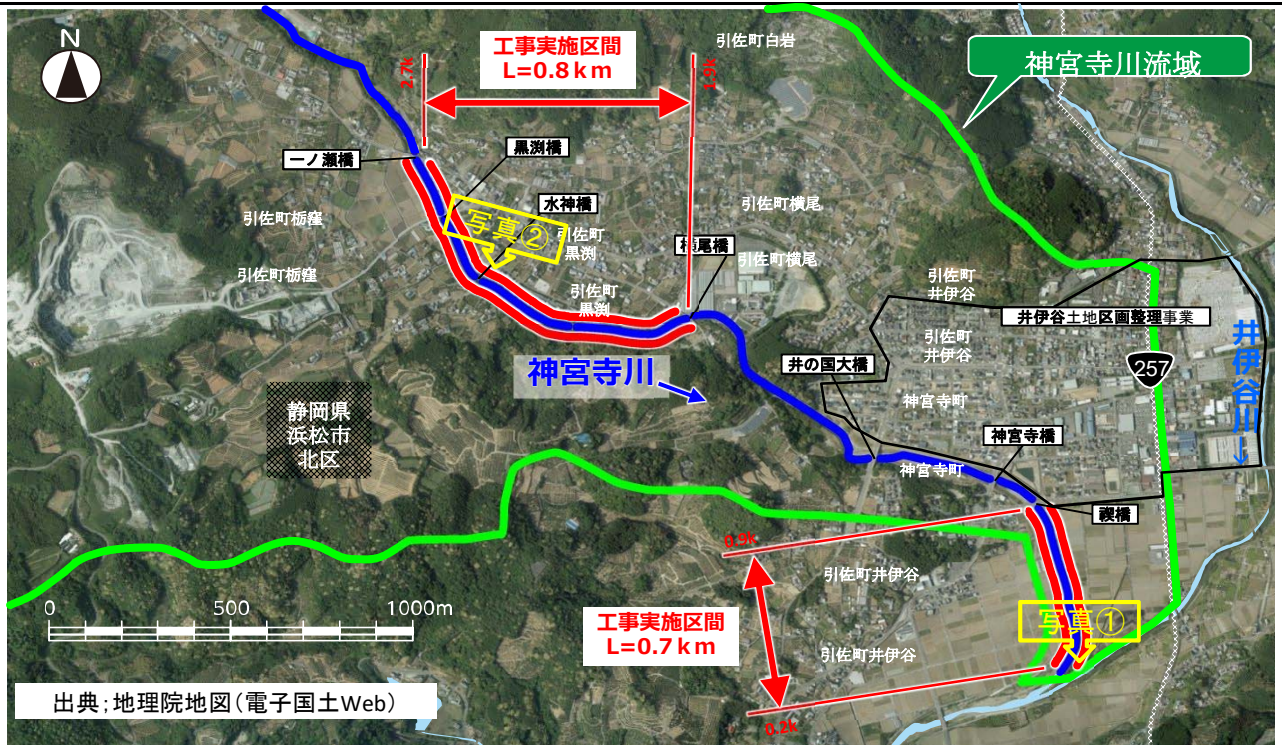 N
工事実施区間
L=0.8km
2.7k
1.9k
引佐町白岩
神宮寺川流域
一ノ瀬橋
黒渕橋
水神橋
写真②
引佐町
黒渕
引佐町栃窪
引佐町横尾
横尾橋
引佐町栃窪
引佐町横尾
引佐町
井伊谷
引佐町
黒渕
井伊谷土地区画整理事業
引佐町
井伊谷
井伊谷川→
257
神宮寺川
井の国大橋
静岡県
浜松市
北区
神宮寺町
神宮寺橋
神宮寺町
禊橋
0.9k
引佐町井伊谷
工事実施区間
L=0.7km
写真①
引佐町井伊谷
0.2k
0 500 1000m
出典;地理院地図(電子国土Web)